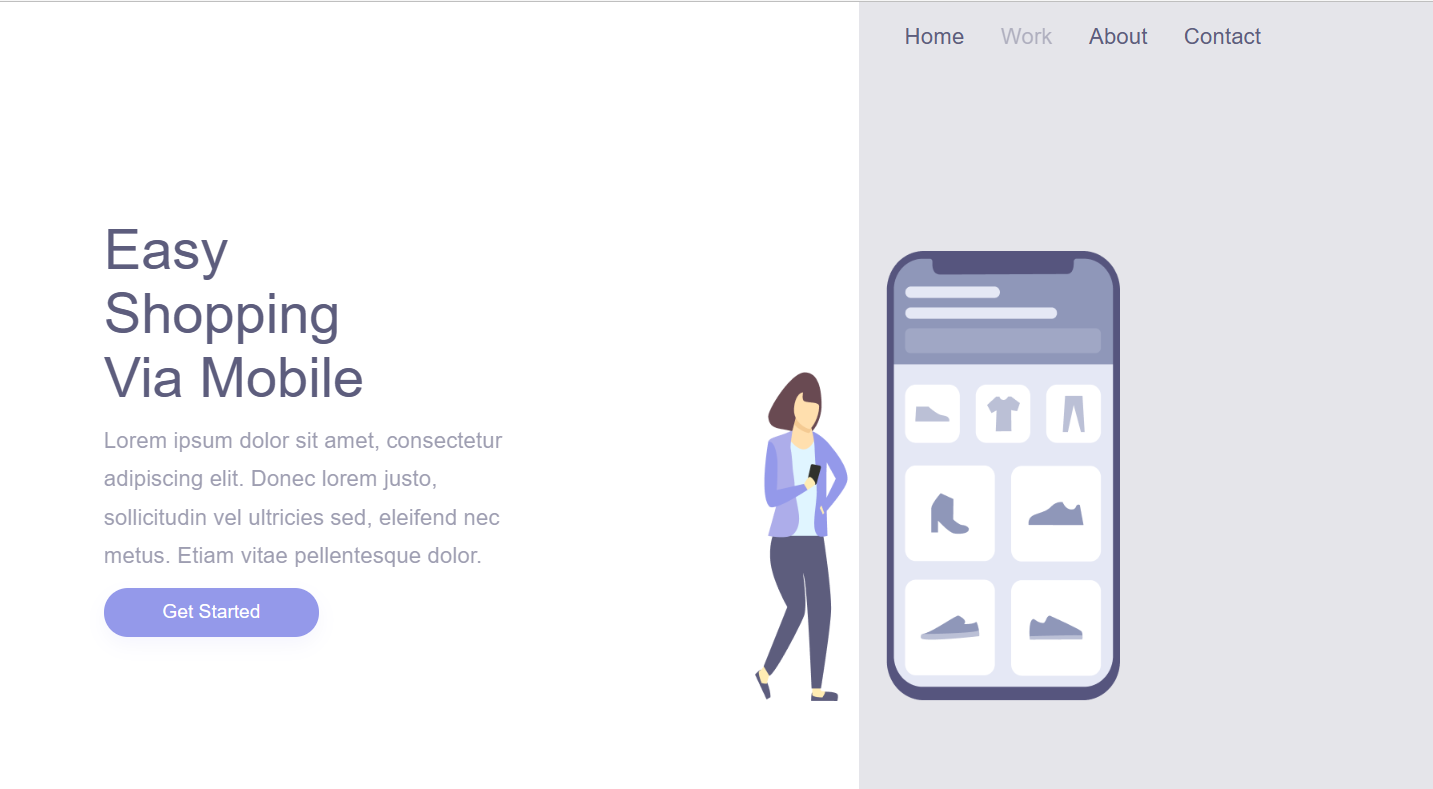 Home Work About Contact
Easy
Shopping
Via Mobile
Lorem ipsum dolor sit amet, consectetur
adipiscing elit. Donec lorem justo,
sollicitudin vel ultricies sed, eleifend nec
metus. Etiam vitae pellentesque dolor.
Get Started